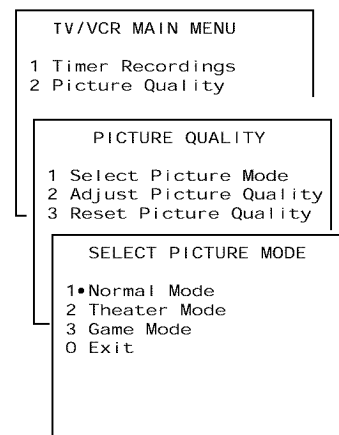 TV/VCR MAIN MENU
1 Timer Recordings
2 Picture Quality
PICTURE QUALITY
1 Select Picture Mode
2 Adjust Picture Quality
3 Reset Picture Quality
SELECT PICTURE MODE
1•Normal Mode
2 Theater Mode
3 Game Mode
0 Exit